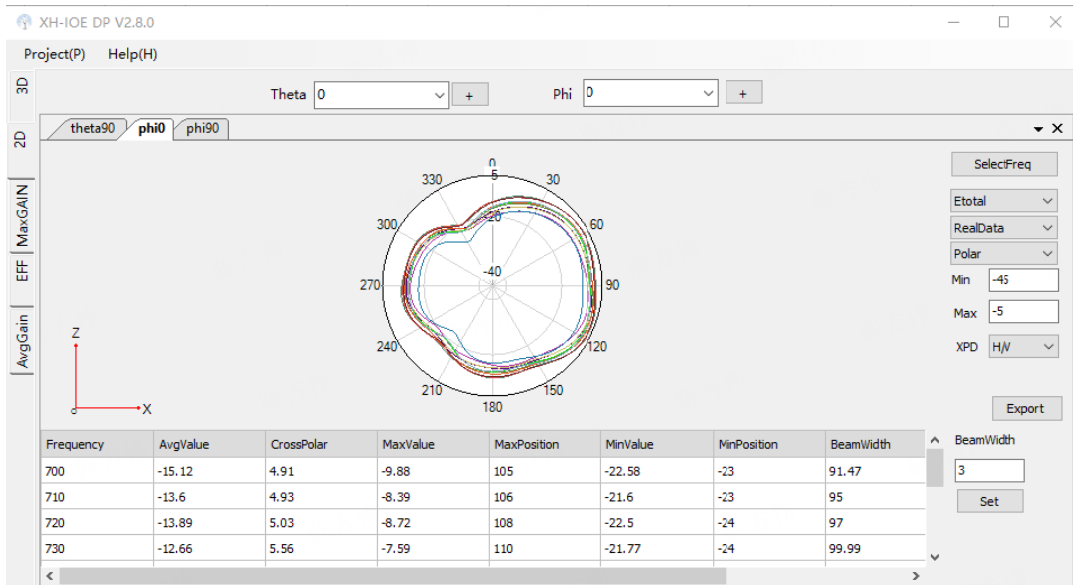 XH-IOE DP V2.8.0
Project(P) Help(H)
3D
2D
MaxGAIN
EFF
AvgGain
Theta 0 + Phi 0 +
theta90 phi0 phi90
0
30
60
90
120
150
180
210
240
270
300
330
-5
-20
-40
Z
X
SelectFreq
Etotal
RealData
Polar
Min -45
Max -5
XPD H/V
Export
BeamWidth
3
Set
Frequency AvgValue CrossPolar MaxValue MaxPosition MinValue MinPosition BeamWidth
700 -15.12 4.91 -9.88 105 -22.58 -23 91.47
710 -13.6 4.93 -8.39 106 -21.6 -23 95
720 -13.89 5.03 -8.72 108 -22.5 -24 97
730 -12.66 5.56 -7.59 110 -21.77 -24 99.99